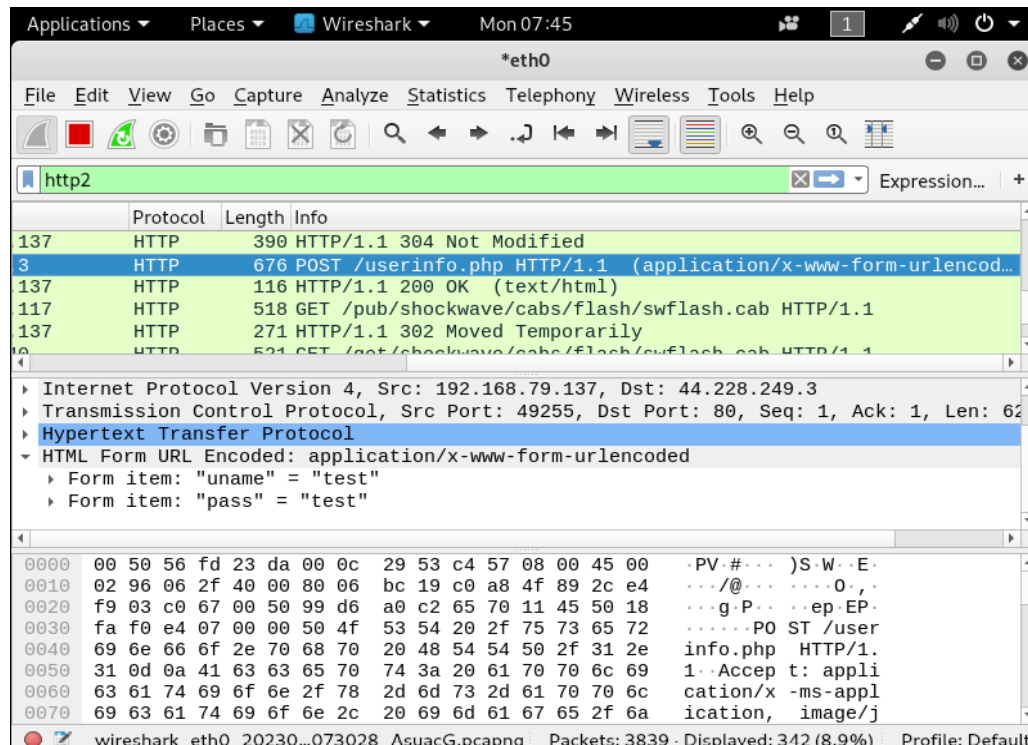 Applications Places Wireshark Mon 07:45 1
*eth0
File Edit View Go Capture Analyze Statistics Telephony Wireless Tools Help
http2 Expression... +
Protocol Length Info
137 HTTP 390 HTTP/1.1 304 Not Modified
3 HTTP 676 POST /userinfo.php HTTP/1.1 (application/x-www-form-urlencod…
137 HTTP 116 HTTP/1.1 200 OK (text/html)
117 HTTP 518 GET /pub/shockwave/cabs/flash/swflash.cab HTTP/1.1
137 HTTP 271 HTTP/1.1 302 Moved Temporarily
HTTP 521 GET /get/shockwave/cabs/flash/swflash.cab HTTP/1.1
Internet Protocol Version 4, Src: 192.168.79.137, Dst: 44.228.249.3
Transmission Control Protocol, Src Port: 49255, Dst Port: 80, Seq: 1, Ack: 1, Len: 62
Hypertext Transfer Protocol
HTML Form URL Encoded: application/x-www-form-urlencoded
Form item: "uname" = "test"
Form item: "pass" = "test"
0000 00 50 56 fd 23 da 00 0c 29 53 c4 57 08 00 45 00 ·PV·#··· )S·W··E·
0010 02 96 06 2f 40 00 80 06 bc 19 c0 a8 4f 89 2c e4 ···/@··· ····O·,·
0020 f9 03 c0 67 00 50 99 d6 a0 c2 65 70 11 45 50 18 ···g·P·· ··ep·EP·
0030 fa f0 e4 07 00 00 50 4f 53 54 20 2f 75 73 65 72 ······PO ST /user
0040 69 6e 66 6f 2e 70 68 70 20 48 54 54 50 2f 31 2e info.php HTTP/1.
0050 31 0d 0a 41 63 63 65 70 74 3a 20 61 70 70 6c 69 1··Accep t: appli
0060 63 61 74 69 6f 6e 2f 78 2d 6d 73 2d 61 70 70 6c cation/x -ms-appl
0070 69 63 61 74 69 6f 6e 2c 20 69 6d 61 67 65 2f 6a ication, image/j
wireshark_eth0_20230…073028_AsuacG.pcapng Packets: 3839 · Displayed: 342 (8.9%) Profile: Default